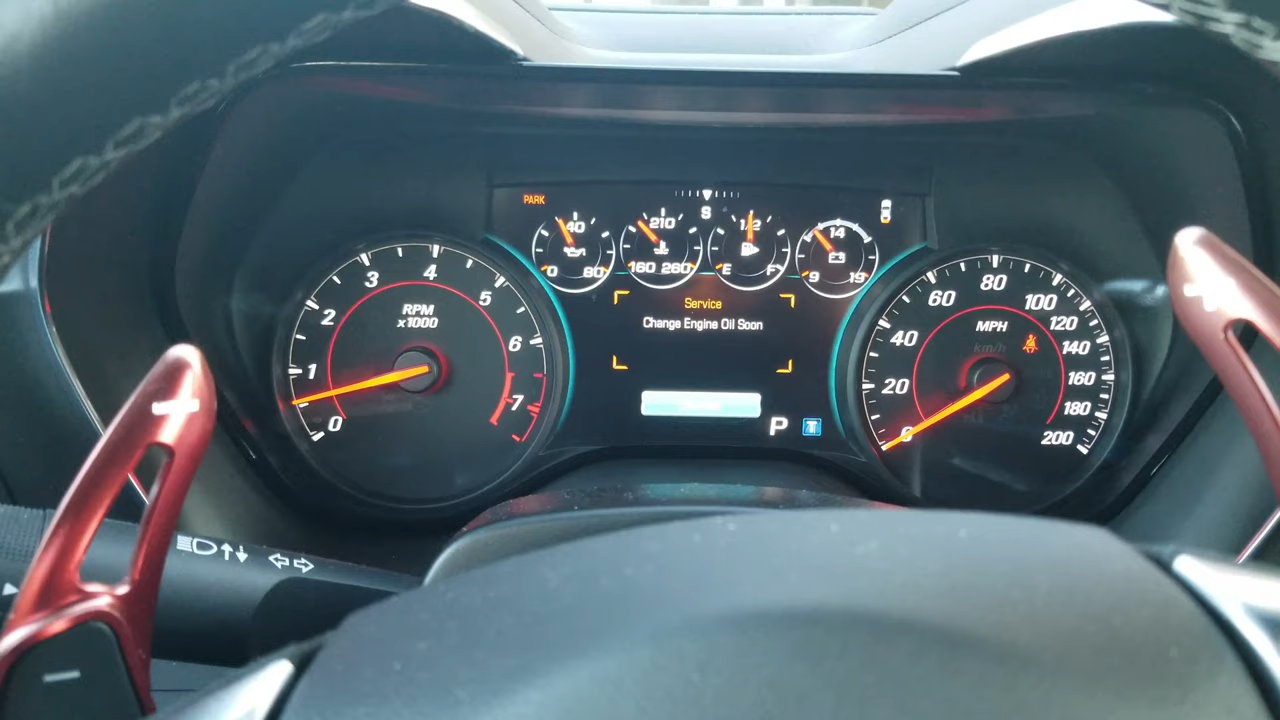 PARK
S
40
0 80
210
160 260
1/2
E F
14
9 19
Service
Change Engine Oil Soon
P
RPM
x1000
0
1
2
3
4
5
6
7
MPH
km/h
0
20
40
60
80
100
120
140
160
180
200